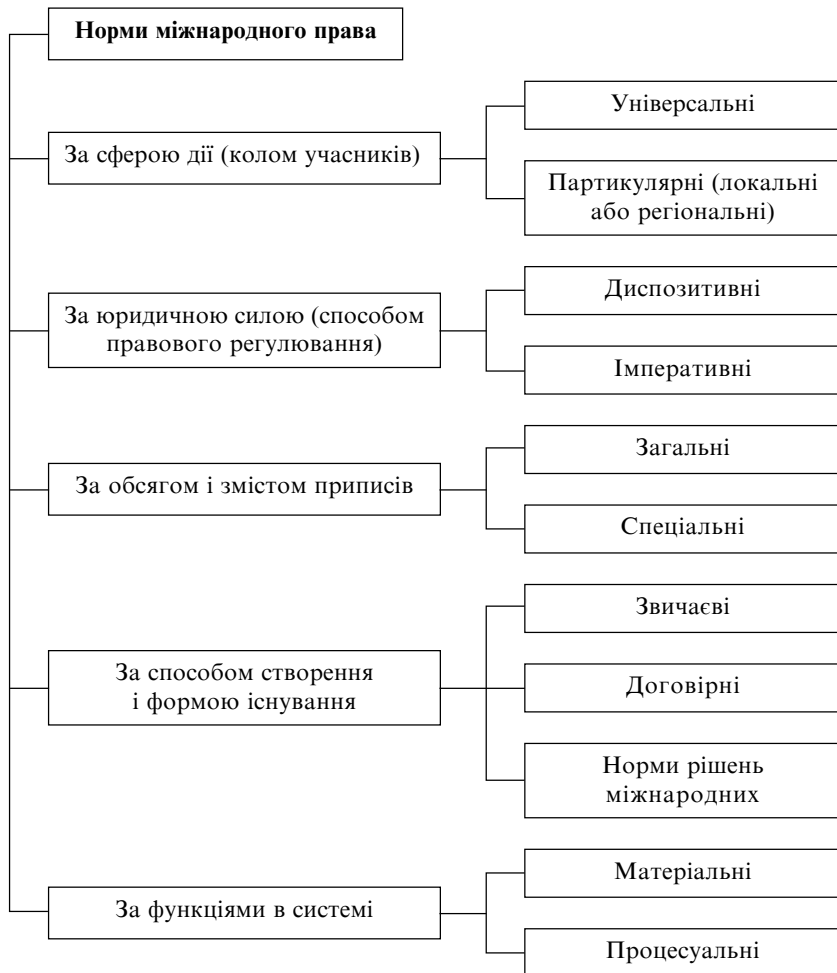 Норми міжнародного права
За сферою дії (колом учасників)
Універсальні
Партикулярні (локальні
або регіональні)
За юридичною силою (способом
правового регулювання)
Диспозитивні
Імперативні
За обсягом і змістом приписів
Загальні
Спеціальні
За способом створення
і формою існування
Звичаєві
Договірні
Норми рішень
міжнародних
За функціями в системі
Матеріальні
Процесуальні